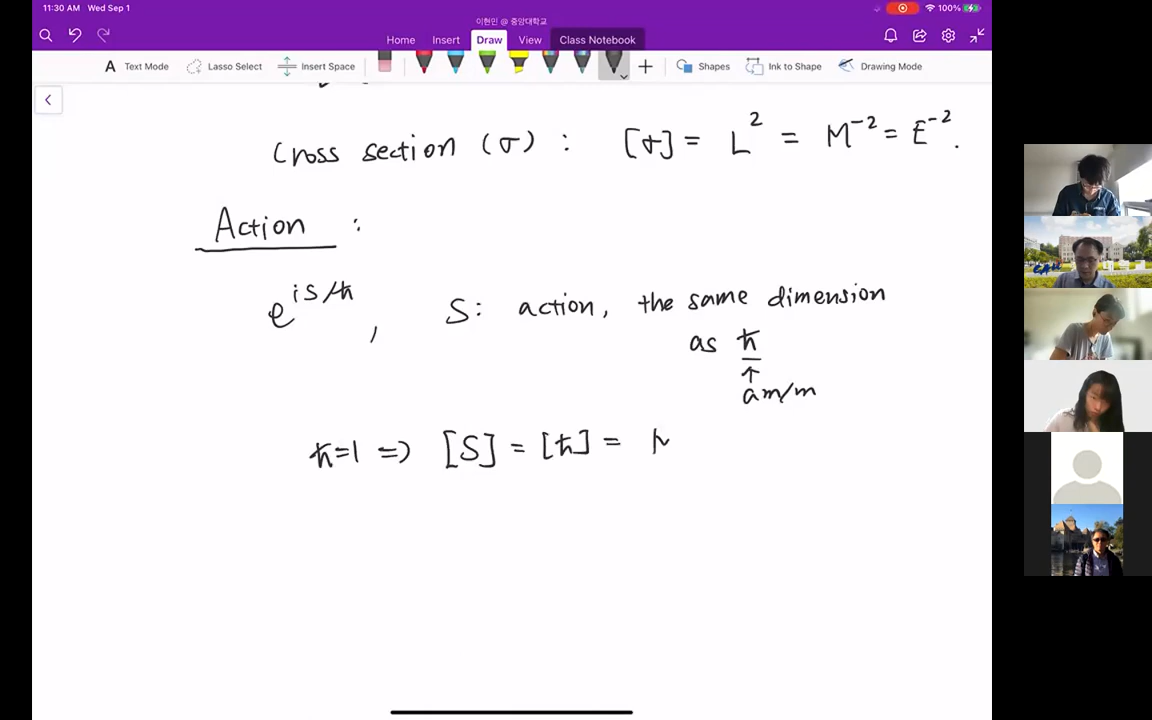 11:30 AM Wed Sep 1
100%
이현민 @ 중앙대학교
Home Insert Draw View Class Notebook
Text Mode Lasso Select Insert Space Shapes Ink to Shape Drawing Mode
Cross section (σ) : [σ] = L² = M⁻² = E⁻².
Action :
e^{iS/ħ}, S: action, the same dimension
as ħ
↑
am/m
ħ=1 => [S] = [ħ] =